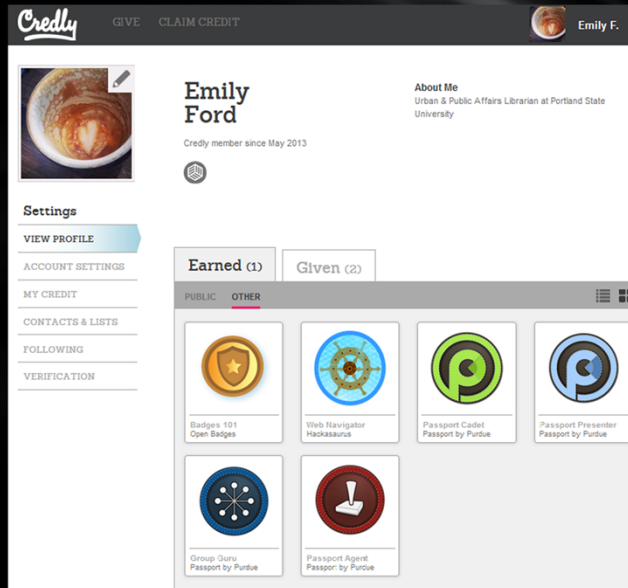 Credly
GIVE
CLAIM CREDIT
Emily F.
Emily
Ford
Credly member since May 2013
About Me
Urban & Public Affairs Librarian at Portland State
University
Settings
VIEW PROFILE
ACCOUNT SETTINGS
MY CREDIT
CONTACTS & LISTS
FOLLOWING
VERIFICATION
Earned (1)
Given (2)
PUBLIC
OTHER
Badges 101
Open Badges
Web Navigator
Hackasaurus
Passport Cadet
Passport by Purdue
Passport Presenter
Passport by Purdue
Group Guru
Passport by Purdue
Passport Agent
Passport by Purdue